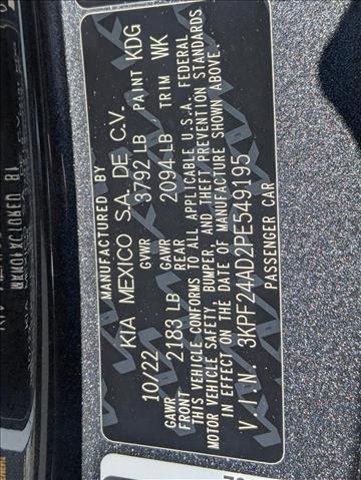 MANUFACTURED BY
KIA MEXICO S.A. DE C.V.
10/22 GVWR 3792 LB PAINT KDG
GAWR FRONT 2183 LB GAWR REAR 2094 LB TRIM WK
THIS VEHICLE CONFORMS TO ALL APPLICABLE U.S.A. FEDERAL
MOTOR VEHICLE SAFETY, BUMPER, AND THEFT PREVENTION STANDARDS
IN EFFECT ON THE DATE OF MANUFACTURE SHOWN ABOVE.
V.I.N. 3KPF24AD2PE549195
PASSENGER CAR
MANUFACTURED BY